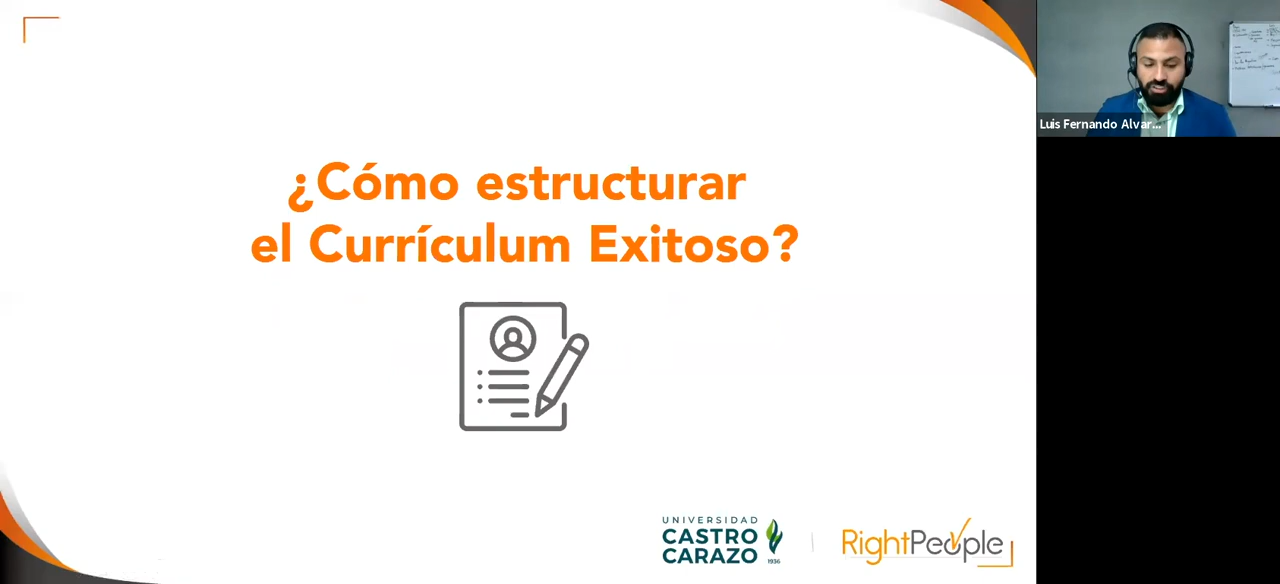 ¿Cómo estructurar
el Currículum Exitoso?
Luis Fernando Alvar...
UNIVERSIDAD
CASTRO
CARAZO
1936
RightPeople